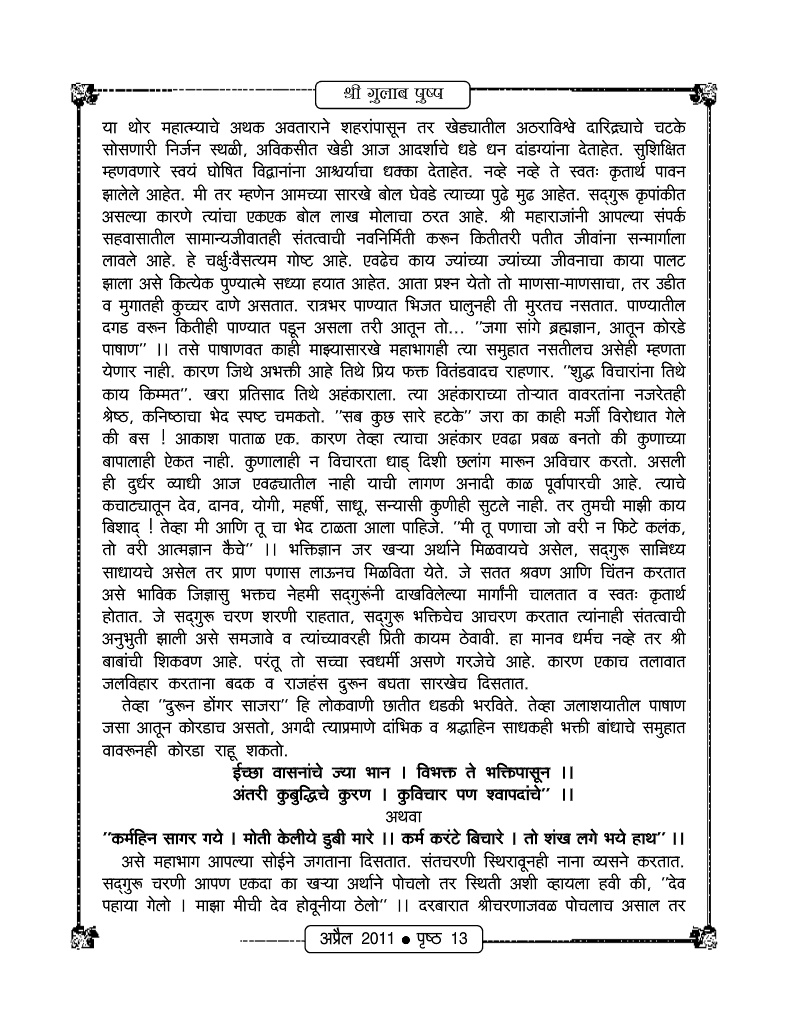 श्री गुलाब पुष्प
या थोर महात्म्याचे अथक अवताराने शहरांपासून तर खेड्यातील अठराविश्वे दारिद्र्याचे चटके
सोसणारी निर्जन स्थळी, अविकसीत खेडी आज आदर्शाचे धडे धन दांडग्यांना देताहेत. सुशिक्षित
म्हणवणारे स्वयं घोषित विद्वानांना आश्चर्याचा धक्का देताहेत. नव्हे नव्हे ते स्वतः कृतार्थ पावन
झालेले आहेत. मी तर म्हणेन आमच्या सारखे बोल घेवडे त्याच्या पुढे मुढ आहेत. सद्‌गुरू कृपांकीत
असल्या कारणे त्यांचा एकएक बोल लाख मोलाचा ठरत आहे. श्री महाराजांनी आपल्या संपर्क
सहवासातील सामान्यजीवातही संतत्वाची नवनिर्मिती करून कितीतरी पतीत जीवांना सन्मार्गाला
लावले आहे. हे चर्क्षुःवैसत्यम गोष्ट आहे. एवढेच काय ज्यांच्या ज्यांच्या जीवनाचा काया पालट
झाला असे कित्येक पुण्यात्मे सध्या हयात आहेत. आता प्रश्न येतो तो माणसा-माणसाचा, तर उडीत
व मुगातही कुच्चर दाणे असतात. रात्रभर पाण्यात भिजत घालुनही ती मुरतच नसतात. पाण्यातील
दगड वरून कितीही पाण्यात पडून असला तरी आतून तो... ”जगा सांगे ब्रह्मज्ञान, आतून कोरडे
पाषाण” ।। तसे पाषाणवत काही माझ्यासारखे महाभागही त्या समुहात नसतीलच असेही म्हणता
येणार नाही. कारण जिथे अभक्ती आहे तिथे प्रिय फक्त वितंडवादच राहणार. ”शुद्ध विचारांना तिथे
काय किम्मत”. खरा प्रतिसाद तिथे अहंकाराला. त्या अहंकाराच्या तोऱ्यात वावरतांना नजरेतही
श्रेष्ठ, कनिष्ठाचा भेद स्पष्ट चमकतो. ”सब कुछ सारे हटके” जरा का काही मर्जी विरोधात गेले
की बस ! आकाश पाताळ एक. कारण तेव्हा त्याचा अहंकार एवढा प्रबळ बनतो की कुणाच्या
बापालाही ऐकत नाही. कुणालाही न विचारता धाड् दिशी छलांग मारून अविचार करतो. असली
ही दुर्धर व्याधी आज एवढ्यातील नाही याची लागण अनादी काळ पूर्वापारची आहे. त्याचे
कचाट्यातून देव, दानव, योगी, महर्षी, साधू, सन्यासी कुणीही सुटले नाही. तर तुमची माझी काय
बिशाद् ! तेव्हा मी आणि तू चा भेद टाळता आला पाहिजे. ”मी तू पणाचा जो वरी न फिटे कलंक,
तो वरी आत्मज्ञान कैचे” ।। भक्तिज्ञान जर खऱ्या अर्थाने मिळवायचे असेल, सद्‌गुरू सान्निध्य
साधायचे असेल तर प्राण पणास लाऊनच मिळविता येते. जे सतत श्रवण आणि चिंतन करतात
असे भाविक जिज्ञासु भक्तच नेहमी सद्‌गुरूंनी दाखविलेल्या मार्गांनी चालतात व स्वतः कृतार्थ
होतात. जे सद्‌गुरू चरण शरणी राहतात, सद्‌गुरू भक्तिचेच आचरण करतात त्यांनाही संतत्वाची
अनुभुती झाली असे समजावे व त्यांच्यावरही प्रिती कायम ठेवावी. हा मानव धर्मच नव्हे तर श्री
बाबांची शिकवण आहे. परंतू तो सच्चा स्वधर्मी असणे गरजेचे आहे. कारण एकाच तलावात
जलविहार करताना बदक व राजहंस दुरून बघता सारखेच दिसतात.
तेव्हा ”दुरून डोंगर साजरा” हि लोकवाणी छातीत धडकी भरविते. तेव्हा जलाशयातील पाषाण
जसा आतून कोरडाच असतो, अगदी त्याप्रमाणे दांभिक व श्रद्धाहिन साधकही भक्ती बांधाचे समुहात
वावरूनही कोरडा राहू शकतो.
ईच्छा वासनांचे ज्या भान । विभक्त ते भक्तिपासून ।।
अंतरी कुबुद्धिचे कुरण । कुविचार पण श्वापदांचे” ।।
अथवा
”कर्महिन सागर गये । मोती केलीये डुबी मारे ।। कर्म करंटे बिचारे । तो शंख लगे भये हाथ” ।।
असे महाभाग आपल्या सोईने जगताना दिसतात. संतचरणी स्थिरावूनही नाना व्यसने करतात.
सद्‌गुरू चरणी आपण एकदा का खऱ्या अर्थाने पोचलो तर स्थिती अशी व्हायला हवी की, ”देव
पहाया गेलो । माझा मीची देव होवूनीया ठेलो” ।। दरबारात श्रीचरणाजवळ पोचलाच असाल तर
अप्रैल 2011 ● पृष्ठ 13